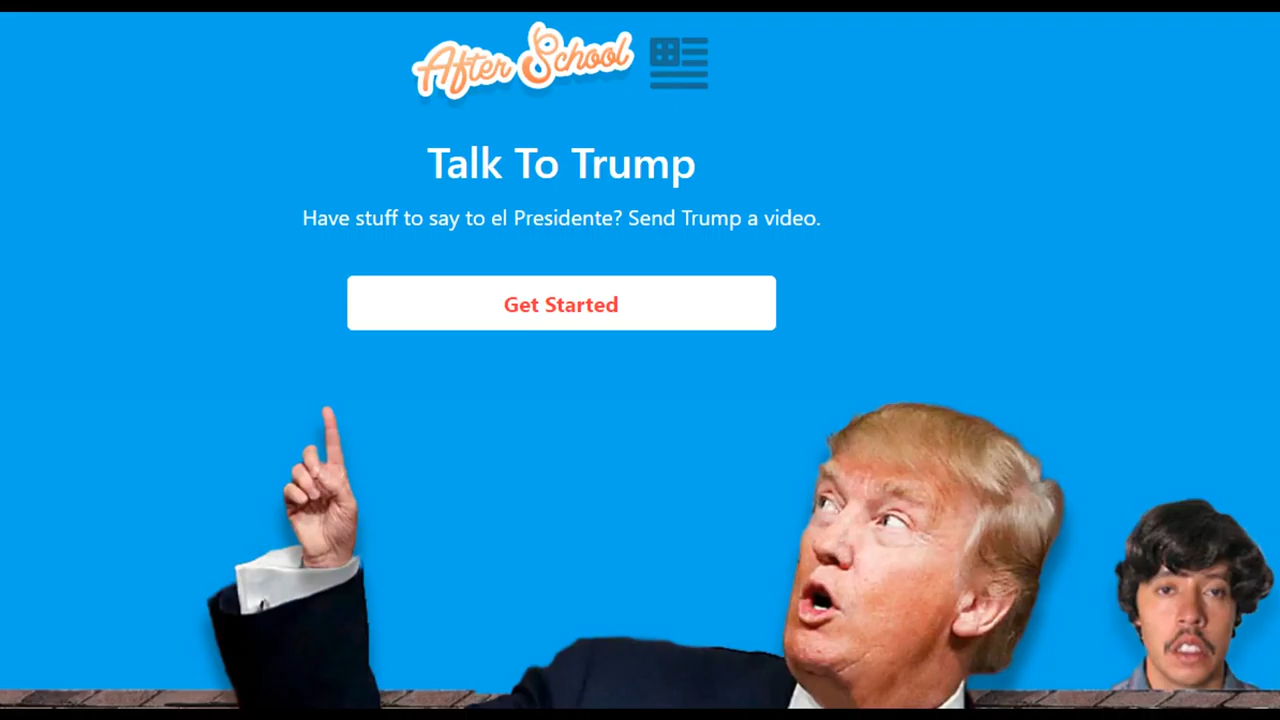 After School
Talk To Trump
Have stuff to say to el Presidente? Send Trump a video.
Get Started